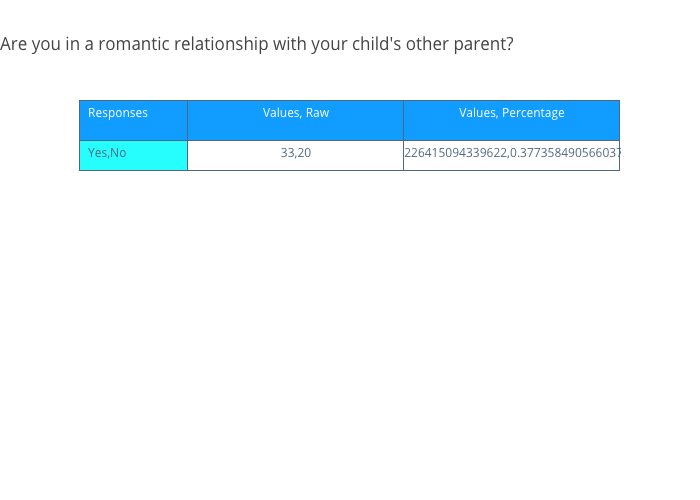 Are you in a romantic relationship with your child's other parent?
Responses Values, Raw Values, Percentage
Yes,No 33,20 226415094339622,0.377358490566037